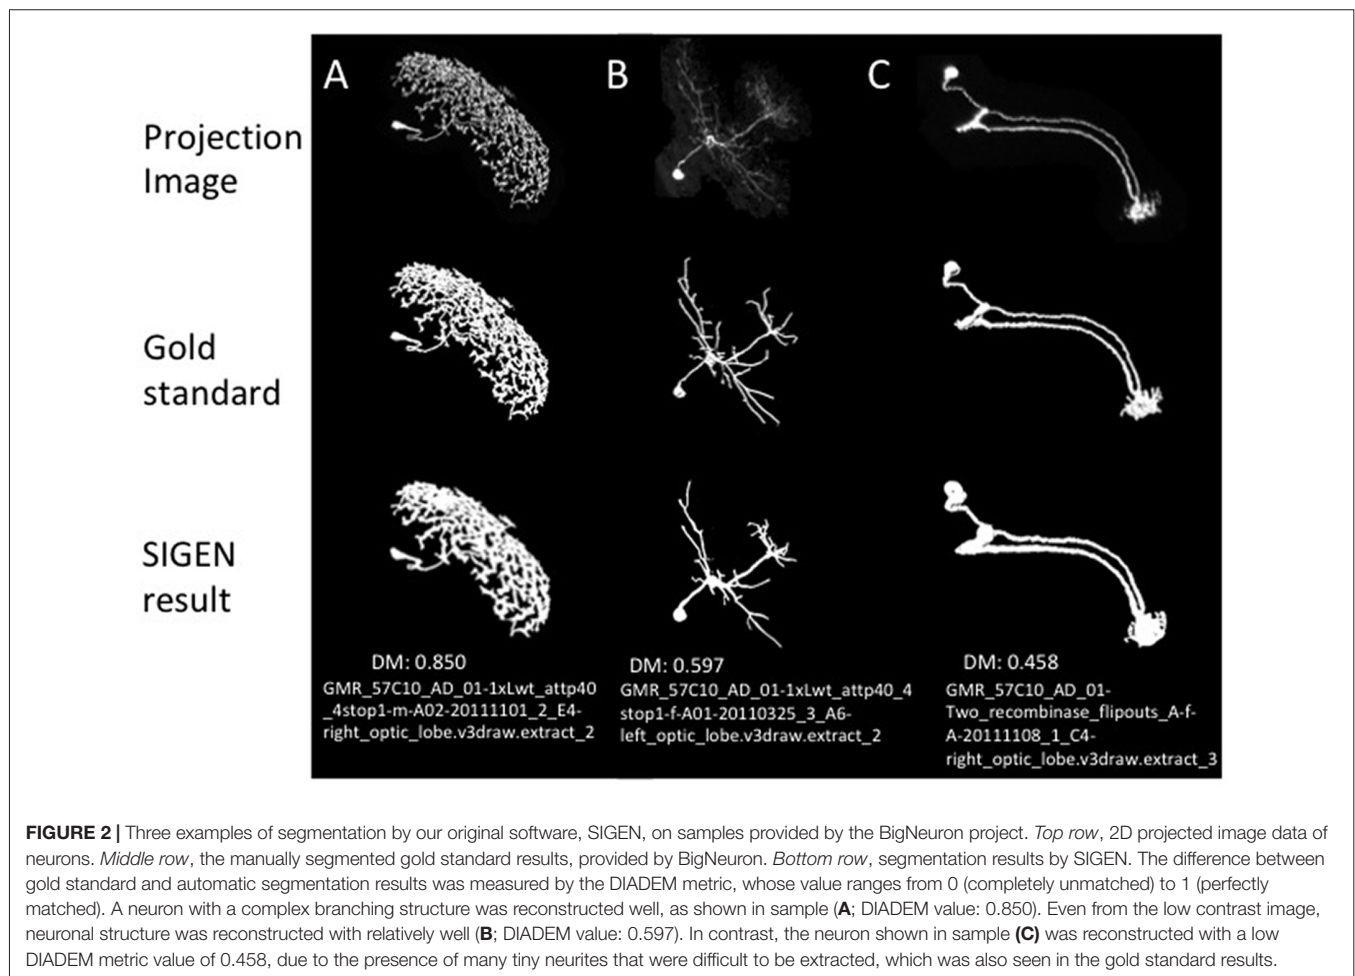 A B C
Projection
Image
Gold
standard
SIGEN
result
DM: 0.850
GMR_57C10_AD_01-1xLwt_attp40
_4stop1-m-A02-20111101_2_E4-
right_optic_lobe.v3draw.extract_2
DM: 0.597
GMR_57C10_AD_01-1xLwt_attp40_4
stop1-f-A01-20110325_3_A6-
left_optic_lobe.v3draw.extract_2
DM: 0.458
GMR_57C10_AD_01-
Two_recombinase_flipouts_A-f-
A-20111108_1_C4-
right_optic_lobe.v3draw.extract_3
FIGURE 2 | Three examples of segmentation by our original software, SIGEN, on samples provided by the BigNeuron project. Top row, 2D projected image data of
neurons. Middle row, the manually segmented gold standard results, provided by BigNeuron. Bottom row, segmentation results by SIGEN. The difference between
gold standard and automatic segmentation results was measured by the DIADEM metric, whose value ranges from 0 (completely unmatched) to 1 (perfectly
matched). A neuron with a complex branching structure was reconstructed well, as shown in sample (A; DIADEM value: 0.850). Even from the low contrast image,
neuronal structure was reconstructed with relatively well (B; DIADEM value: 0.597). In contrast, the neuron shown in sample (C) was reconstructed with a low
DIADEM metric value of 0.458, due to the presence of many tiny neurites that were difficult to be extracted, which was also seen in the gold standard results.